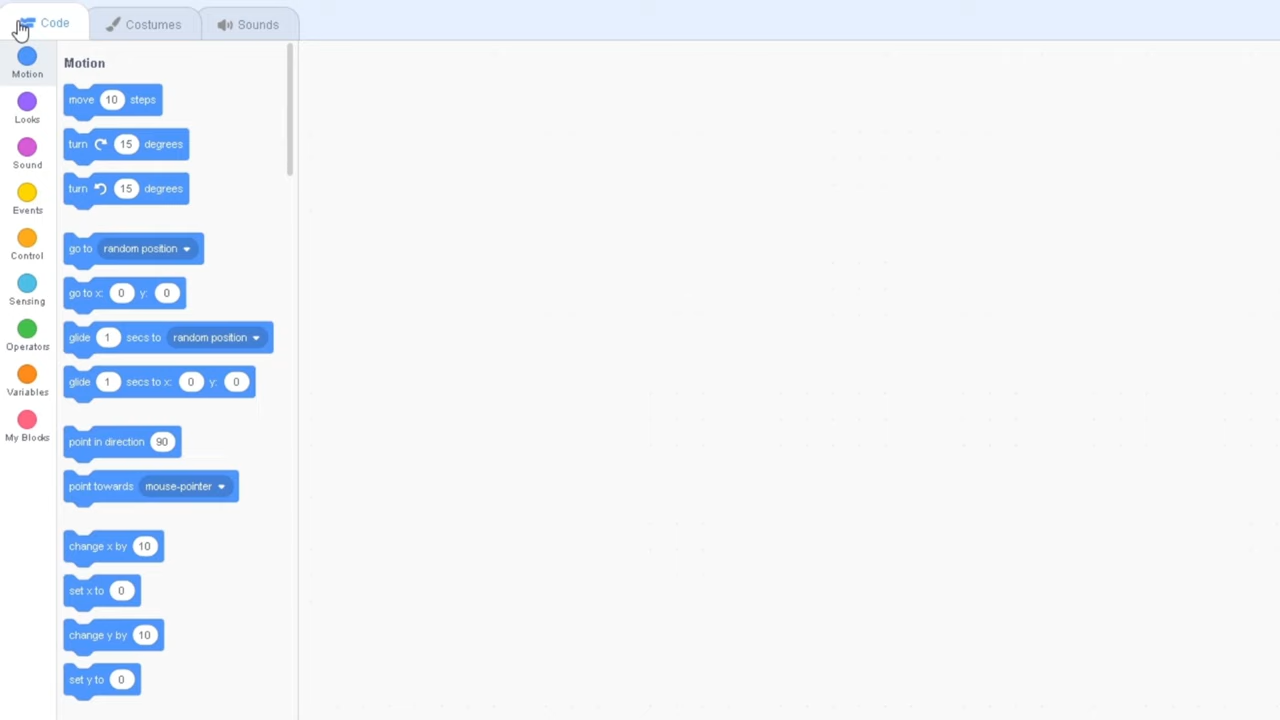 Code Costumes Sounds
Motion
Looks
Sound
Events
Control
Sensing
Operators
Variables
My Blocks
Motion
move 10 steps
turn 15 degrees
turn 15 degrees
go to random position
go to x: 0 y: 0
glide 1 secs to random position
glide 1 secs to x: 0 y: 0
point in direction 90
point towards mouse-pointer
change x by 10
set x to 0
change y by 10
set y to 0